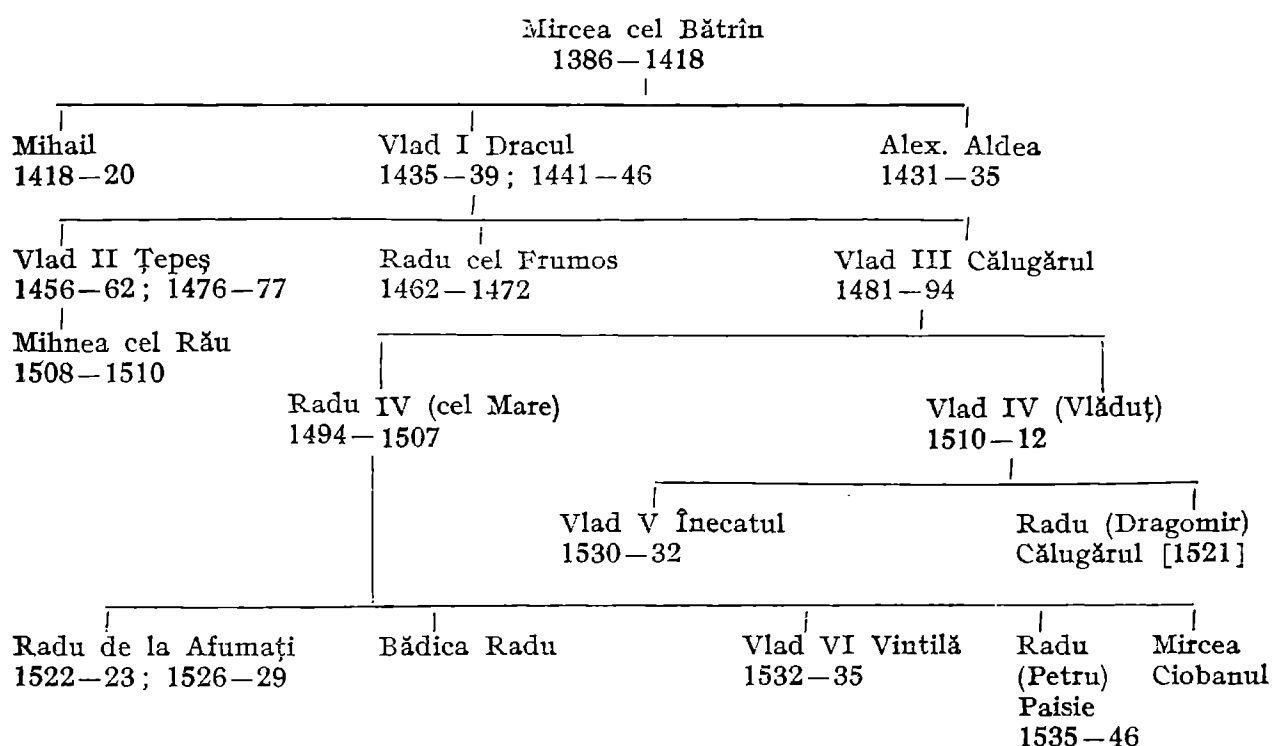 Mircea cel Bătrîn
1386—1418
Mihail
1418—20
Vlad I Dracul
1435—39; 1441—46
Alex. Aldea
1431—35
Vlad II Țepeș
1456—62; 1476—77
Radu cel Frumos
1462—1472
Vlad III Călugărul
1481—94
Mihnea cel Rău
1508—1510
Radu IV (cel Mare)
1494—1507
Vlad IV (Vlăduț)
1510—12
Vlad V Înecatul
1530—32
Radu (Dragomir)
Călugărul [1521]
Radu de la Afumați
1522—23; 1526—29
Bădica Radu
Vlad VI Vintilă
1532—35
Radu
(Petru)
Paisie
1535—46
Mircea
Ciobanul